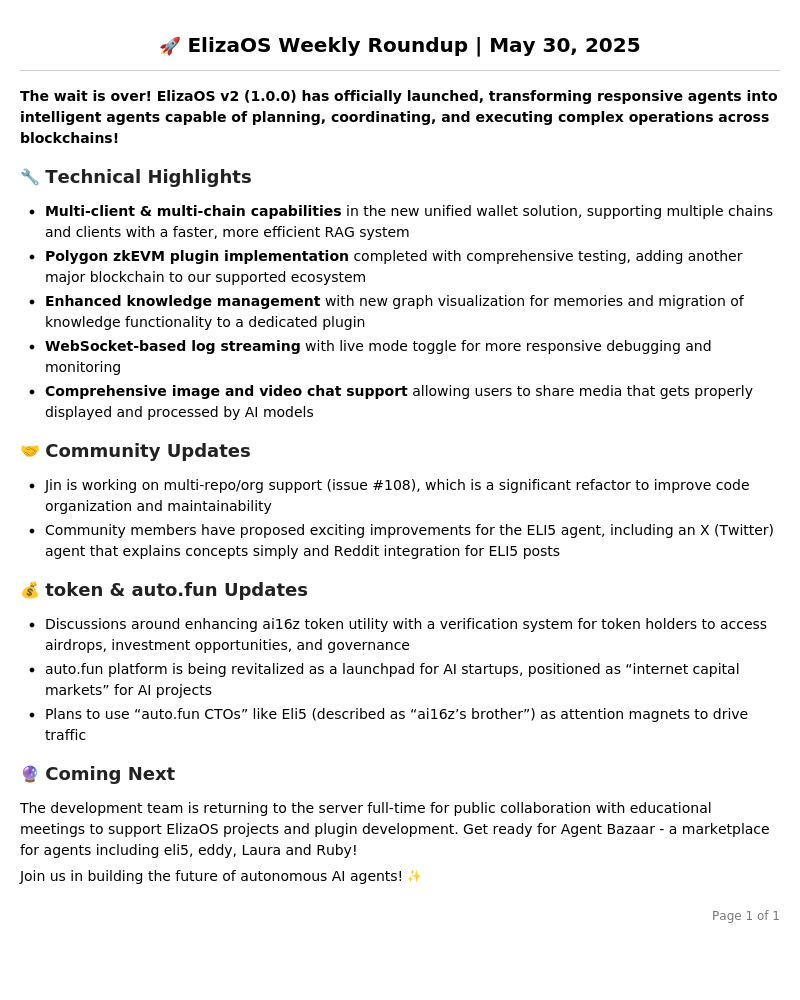 🚀 ElizaOS Weekly Roundup | May 30, 2025
The wait is over! ElizaOS v2 (1.0.0) has officially launched, transforming responsive agents into
intelligent agents capable of planning, coordinating, and executing complex operations across
blockchains!
🔧 Technical Highlights
• Multi-client & multi-chain capabilities in the new unified wallet solution, supporting multiple chains
and clients with a faster, more efficient RAG system
• Polygon zkEVM plugin implementation completed with comprehensive testing, adding another
major blockchain to our supported ecosystem
• Enhanced knowledge management with new graph visualization for memories and migration of
knowledge functionality to a dedicated plugin
• WebSocket-based log streaming with live mode toggle for more responsive debugging and
monitoring
• Comprehensive image and video chat support allowing users to share media that gets properly
displayed and processed by AI models
🤝 Community Updates
• Jin is working on multi-repo/org support (issue #108), which is a significant refactor to improve code
organization and maintainability
• Community members have proposed exciting improvements for the ELI5 agent, including an X (Twitter)
agent that explains concepts simply and Reddit integration for ELI5 posts
💰 token & auto.fun Updates
• Discussions around enhancing ai16z token utility with a verification system for token holders to access
airdrops, investment opportunities, and governance
• auto.fun platform is being revitalized as a launchpad for AI startups, positioned as “internet capital
markets” for AI projects
• Plans to use “auto.fun CTOs” like Eli5 (described as “ai16z’s brother”) as attention magnets to drive
traffic
🔮 Coming Next
The development team is returning to the server full-time for public collaboration with educational
meetings to support ElizaOS projects and plugin development. Get ready for Agent Bazaar - a marketplace
for agents including eli5, eddy, Laura and Ruby!
Join us in building the future of autonomous AI agents! ✨
Page 1 of 1